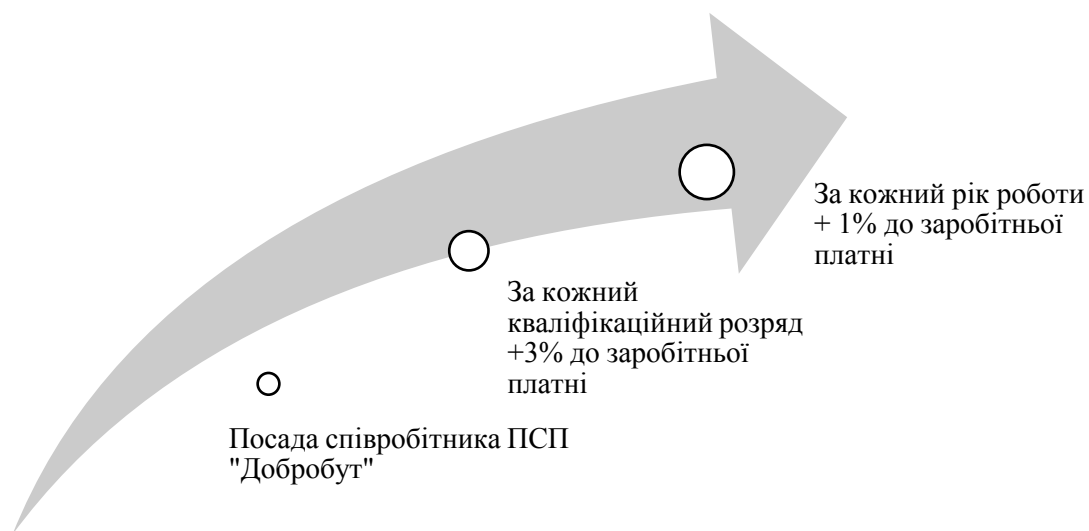 За кожний рік роботи
+ 1% до заробітньої
платні
За кожний
кваліфікаційний розряд
+3% до заробітньої
платні
Посада співробітника ПСП
"Добробут"